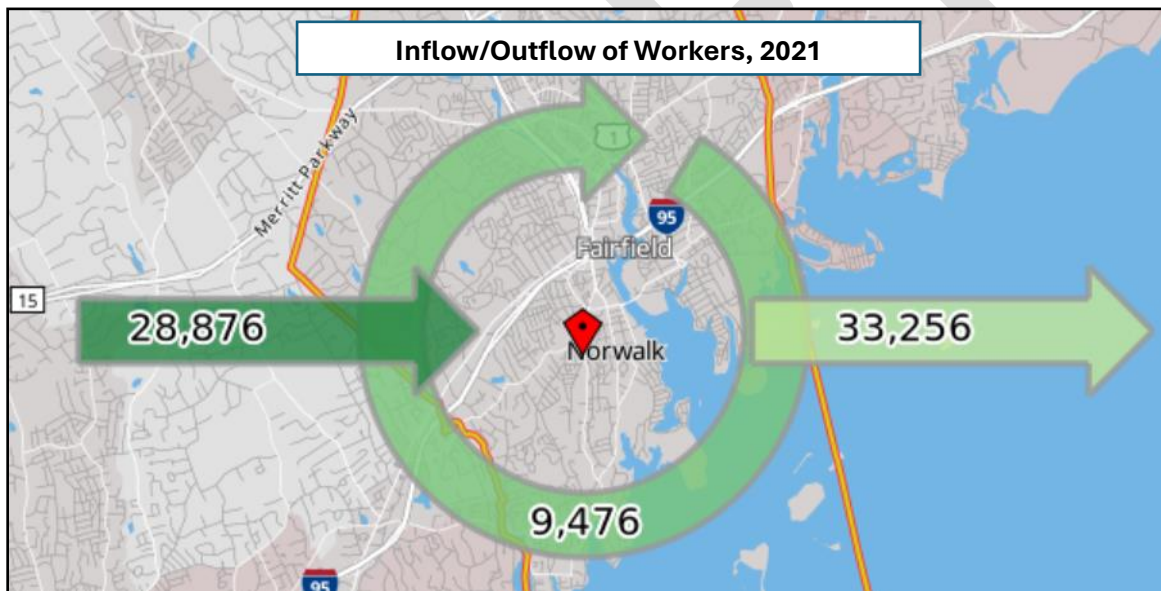 Inflow/Outflow of Workers, 2021
Merritt Parkway
1
95
Fairfield
15
28,876
33,256
Norwalk
9,476
95